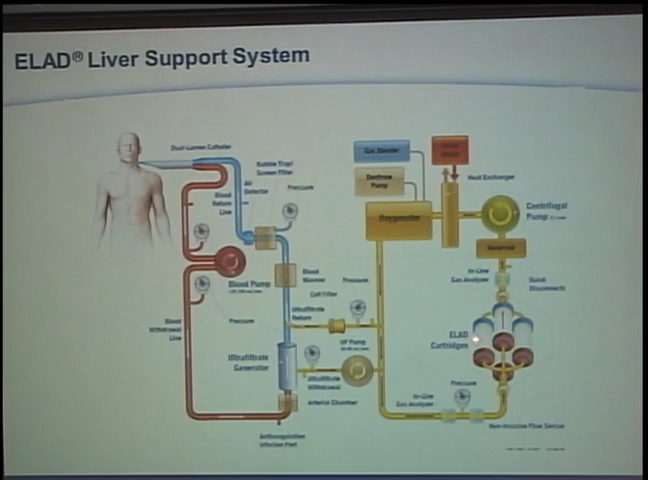 ELAD® Liver Support System
Dual-Lumen Catheter
Bubble Trap/
Screen Filter
Air
Detector
Pressure
Blood
Return
Line
Blood Pump
Blood
Warmer
Cell Filter
Pressure
Ultrafiltrate
Return
UF Pump
Pressure
Blood
Withdrawal
Line
Ultrafiltrate
Generator
Ultrafiltrate
Withdrawal
Arterial Chamber
Anticoagulation
Infusion Port
Gas Blender
Dextrose
Pump
Oxygenator
Heat Exchanger
Centrifugal
Pump
Reservoir
In-Line
Gas Analyzer
Quick
Disconnects
ELAD
Cartridges
Pressure
In-Line
Gas Analyzer
Non-Invasive Flow Sensor